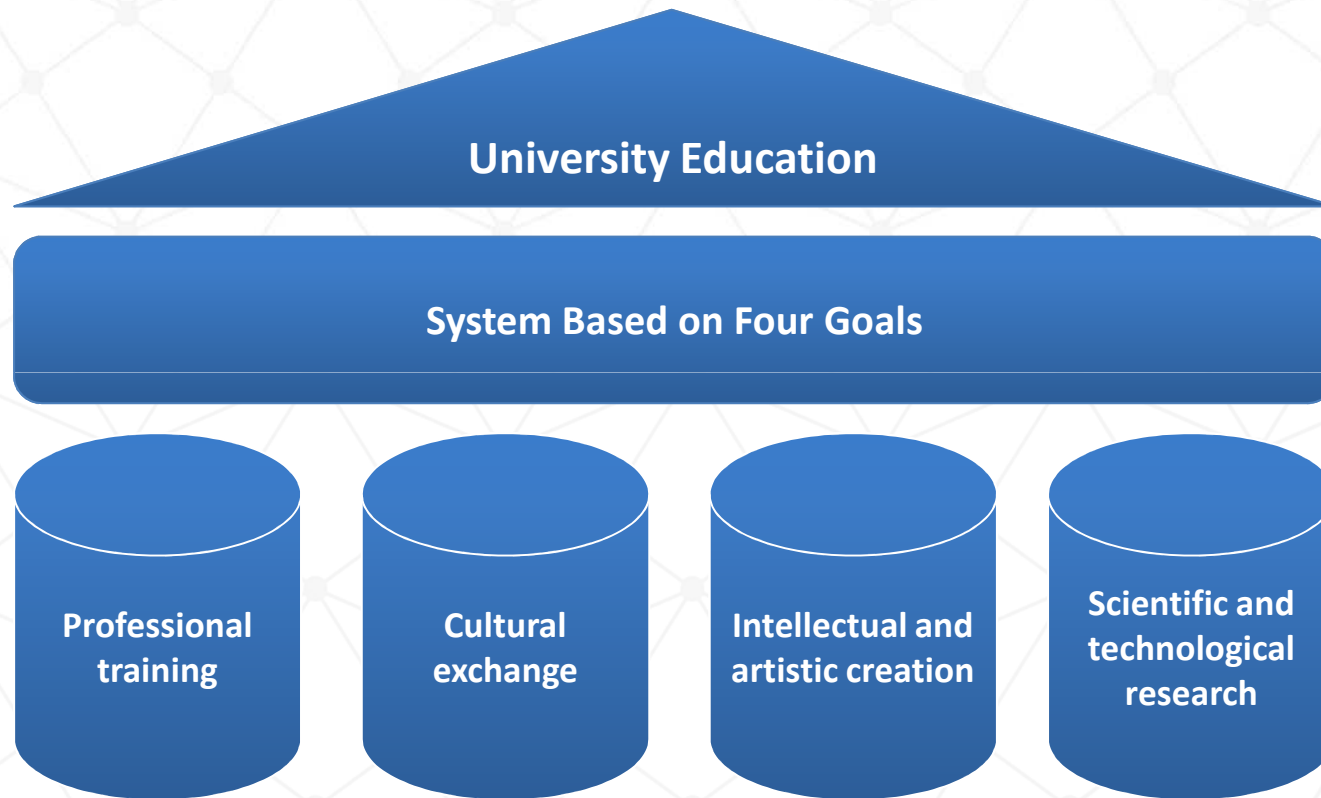 University Education
System Based on Four Goals
Professional
training
Cultural
exchange
Intellectual and
artistic creation
Scientific and
technological
research